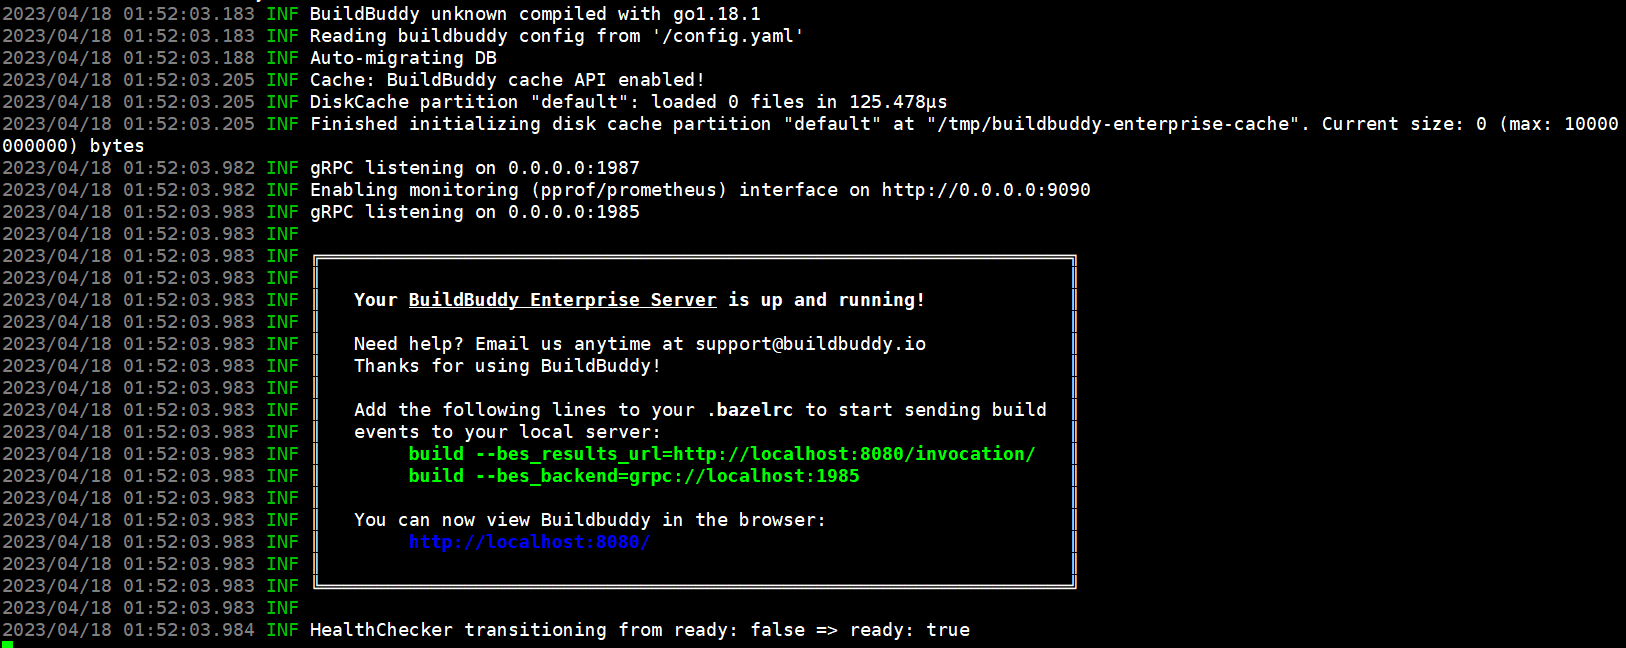 2023/04/18 01:52:03.183 INF BuildBuddy unknown compiled with go1.18.1
2023/04/18 01:52:03.183 INF Reading buildbuddy config from '/config.yaml'
2023/04/18 01:52:03.188 INF Auto-migrating DB
2023/04/18 01:52:03.205 INF Cache: BuildBuddy cache API enabled!
2023/04/18 01:52:03.205 INF DiskCache partition "default": loaded 0 files in 125.478µs
2023/04/18 01:52:03.205 INF Finished initializing disk cache partition "default" at "/tmp/buildbuddy-enterprise-cache". Current size: 0 (max: 10000
000000) bytes
2023/04/18 01:52:03.982 INF gRPC listening on 0.0.0.0:1987
2023/04/18 01:52:03.982 INF Enabling monitoring (pprof/prometheus) interface on http://0.0.0.0:9090
2023/04/18 01:52:03.983 INF gRPC listening on 0.0.0.0:1985
2023/04/18 01:52:03.983 INF
2023/04/18 01:52:03.983 INF
2023/04/18 01:52:03.983 INF
2023/04/18 01:52:03.983 INF Your BuildBuddy Enterprise Server is up and running!
2023/04/18 01:52:03.983 INF
2023/04/18 01:52:03.983 INF Need help? Email us anytime at support@buildbuddy.io
2023/04/18 01:52:03.983 INF Thanks for using BuildBuddy!
2023/04/18 01:52:03.983 INF
2023/04/18 01:52:03.983 INF Add the following lines to your .bazelrc to start sending build
2023/04/18 01:52:03.983 INF events to your local server:
2023/04/18 01:52:03.983 INF build --bes_results_url=http://localhost:8080/invocation/
2023/04/18 01:52:03.983 INF build --bes_backend=grpc://localhost:1985
2023/04/18 01:52:03.983 INF
2023/04/18 01:52:03.983 INF You can now view Buildbuddy in the browser:
2023/04/18 01:52:03.983 INF http://localhost:8080/
2023/04/18 01:52:03.983 INF
2023/04/18 01:52:03.983 INF
2023/04/18 01:52:03.983 INF
2023/04/18 01:52:03.984 INF HealthChecker transitioning from ready: false => ready: true